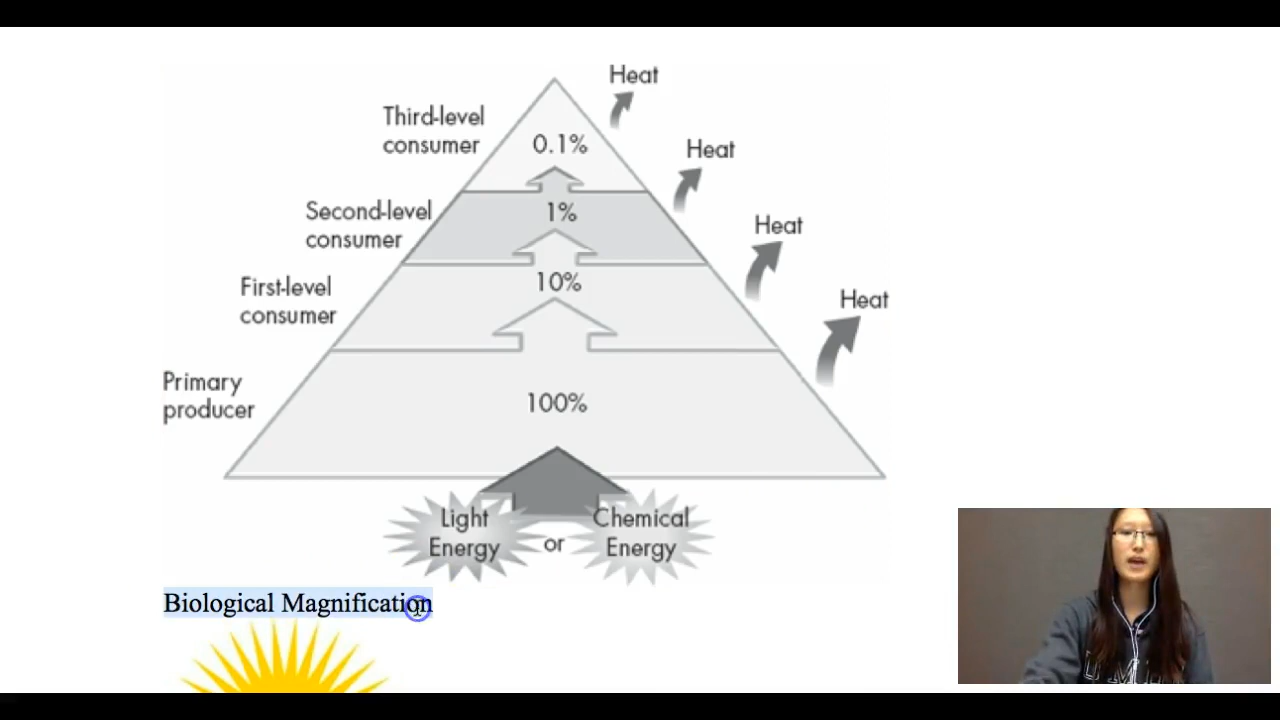 Heat
Third-level
consumer
0.1%
Heat
Second-level
consumer
1%
Heat
First-level
consumer
10%
Heat
Primary
producer
100%
Light
Energy
or
Chemical
Energy
Biological Magnification